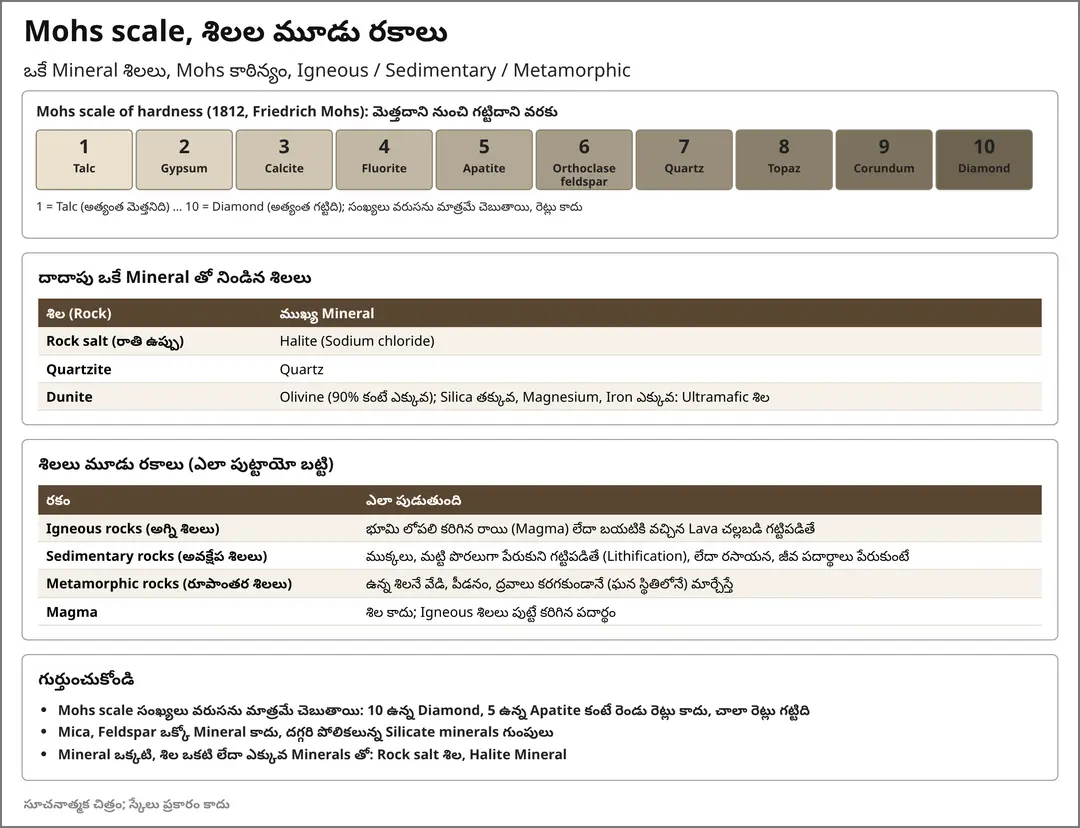 Mohs scale, శిలల మూడు రకాలు
ఒకే Mineral శిలలు, Mohs కాఠిన్యం, Igneous / Sedimentary / Metamorphic
Mohs scale of hardness (1812, Friedrich Mohs): మెత్తదాని నుంచి గట్టిదాని వరకు
1 2 3 4 5 6 7 8 9 10
Talc Gypsum Calcite Fluorite Apatite Orthoclase feldspar Quartz Topaz Corundum Diamond
1 = Talc (అత్యంత మెత్తనిది) ... 10 = Diamond (అత్యంత గట్టిది); సంఖ్యలు వరుసను మాత్రమే చెబుతాయి, రెట్లు కాదు
దాదాపు ఒకే Mineral తో నిండిన శిలలు
శిల (Rock) ముఖ్య Mineral
Rock salt (రాతి ఉప్పు) Halite (Sodium chloride)
Quartzite Quartz
Dunite Olivine (90% కంటే ఎక్కువ); Silica తక్కువ, Magnesium, Iron ఎక్కువ: Ultramafic శిల
శిలలు మూడు రకాలు (ఎలా పుట్టాయో బట్టి)
రకం ఎలా పుడుతుంది
Igneous rocks (అగ్ని శిలలు) భూమి లోపలి కరిగిన రాయి (Magma) లేదా బయటికి వచ్చిన Lava చల్లబడి గట్టిపడితే
Sedimentary rocks (అవక్షేప శిలలు) ముక్కలు, మట్టి పొరలుగా పేరుకుని గట్టిపడితే (Lithification), లేదా రసాయన, జీవ పదార్థాలు పేరుకుంటే
Metamorphic rocks (రూపాంతర శిలలు) ఉన్న శిలనే వేడి, పీడనం, ద్రవాలు కరగకుండానే (ఘన స్థితిలోనే) మార్చేస్తే
Magma శిల కాదు; Igneous శిలలు పుట్టే కరిగిన పదార్థం
గుర్తుంచుకోండి
• Mohs scale సంఖ్యలు వరుసను మాత్రమే చెబుతాయి: 10 ఉన్న Diamond, 5 ఉన్న Apatite కంటే రెండు రెట్లు కాదు, చాలా రెట్లు గట్టిది
• Mica, Feldspar ఒక్కో Mineral కాదు, దగ్గరి పోలికలున్న Silicate minerals గుంపులు
• Mineral ఒక్కటి, శిల ఒకటి లేదా ఎక్కువ Minerals తో: Rock salt శిల, Halite Mineral
సూచనాత్మక చిత్రం; స్కేలు ప్రకారం కాదు